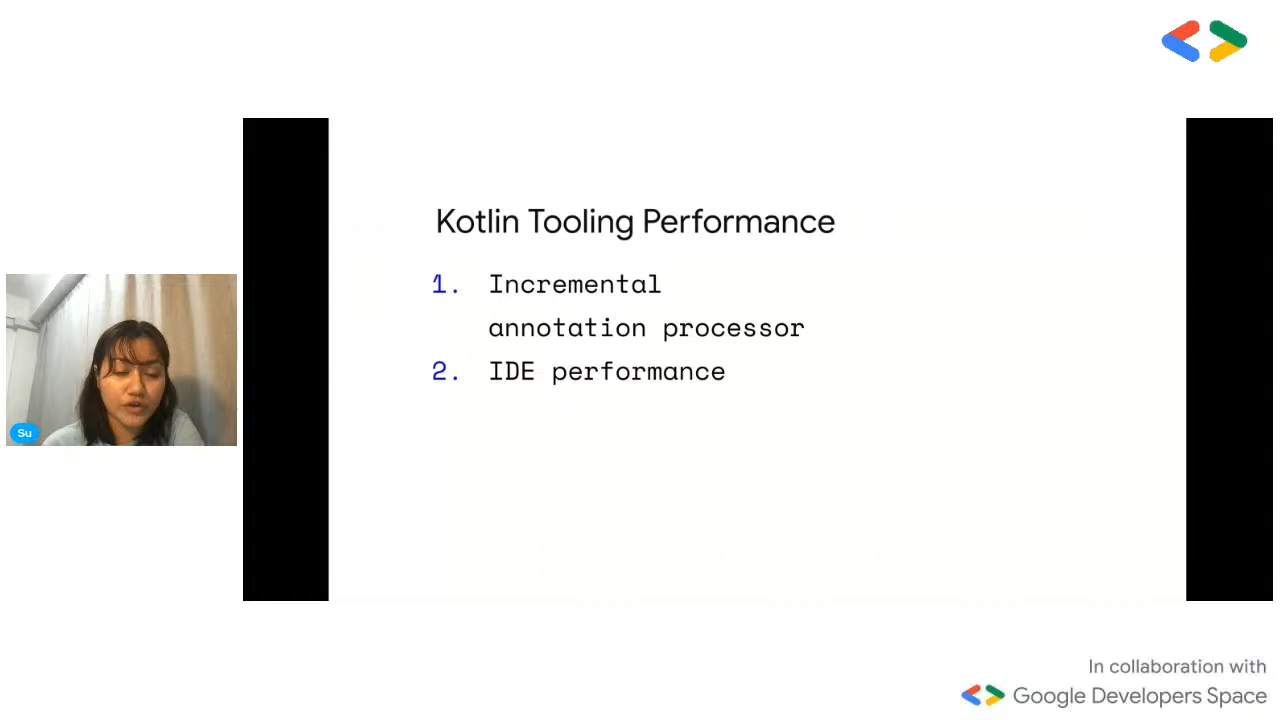 Kotlin Tooling Performance
1. Incremental
annotation processor
2. IDE performance
Su
In collaboration with
Google Developers Space